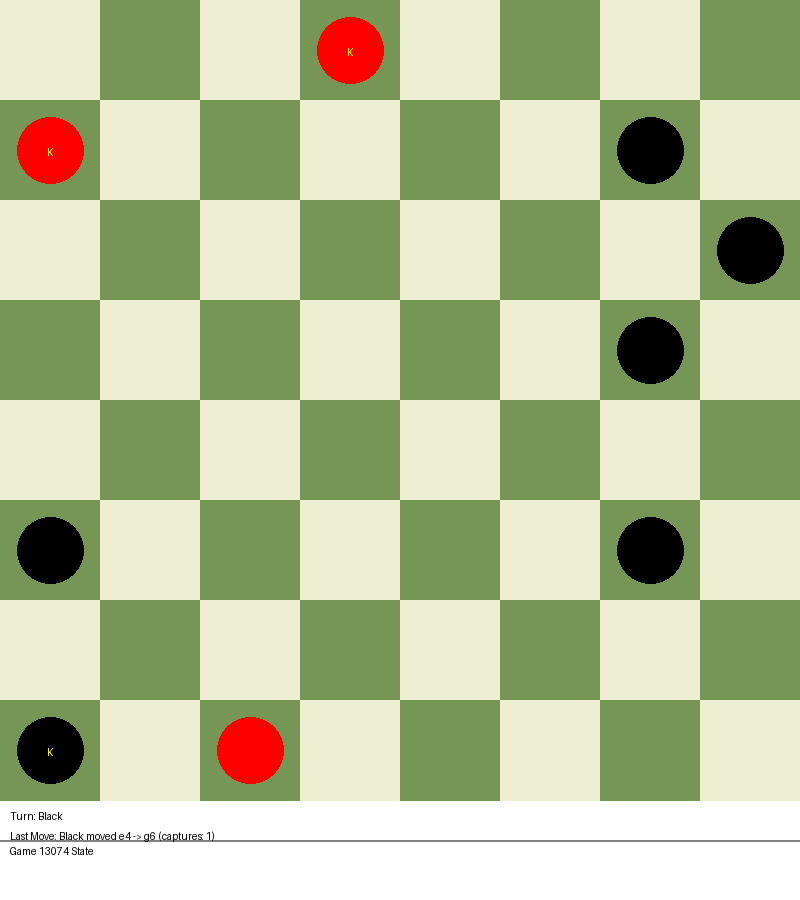 K
K
K
Turn: Black
Last Move: Black moved e4 -> g6 (captures: 1)
Game 13074 State